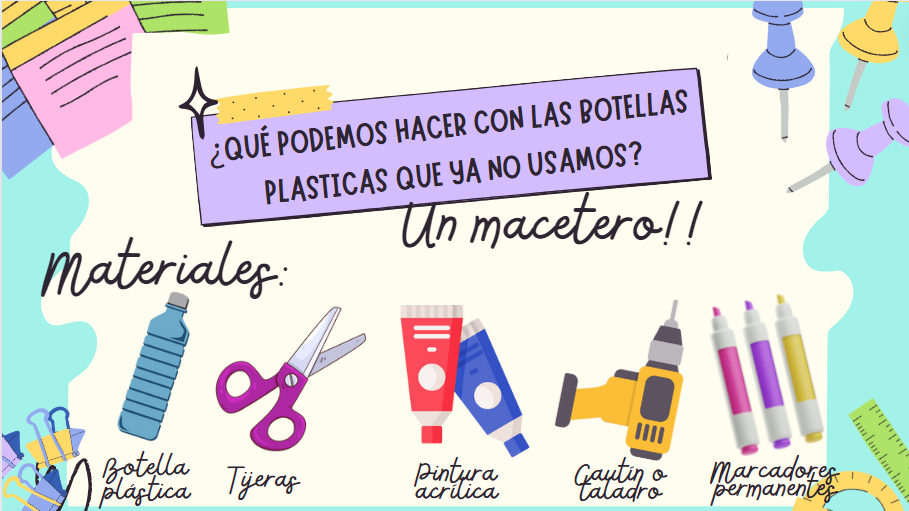 ¿QUÉ PODEMOS HACER CON LAS BOTELLAS
PLASTICAS QUE YA NO USAMOS?
Un macetero!!
Materiales:
Botella
plástica
Tijeras
Pintura
acrílica
Cautín o
taladro
Marcadores
permanentes